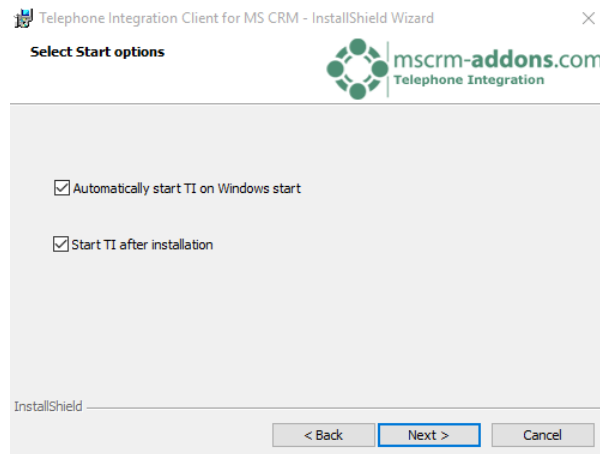 Telephone Integration Client for MS CRM - InstallShield Wizard
Select Start options
mscrm-addons.com
Telephone Integration
Automatically start TI on Windows start
Start TI after installation
InstallShield
< Back Next > Cancel